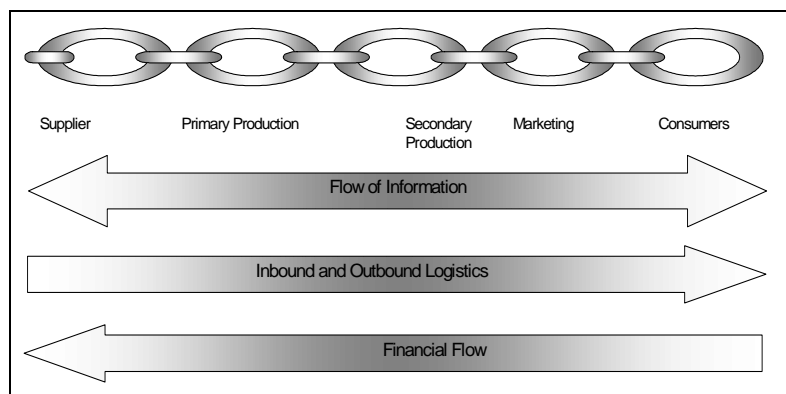 Supplier
Primary Production
Secondary
Production
Marketing
Consumers
Flow of Information
Inbound and Outbound Logistics
Financial Flow